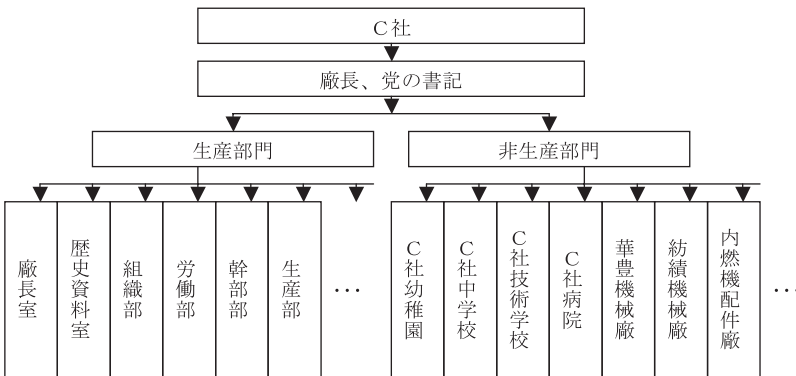 C社
廠長、党の書記
生産部門
非生産部門
廠長室
歴史資料室
組織部
労働部
幹部部
生産部
…
C社幼稚園
C社中学校
C社技術学校
C社病院
華豊機械廠
紡績機械廠
内燃機配件廠
…